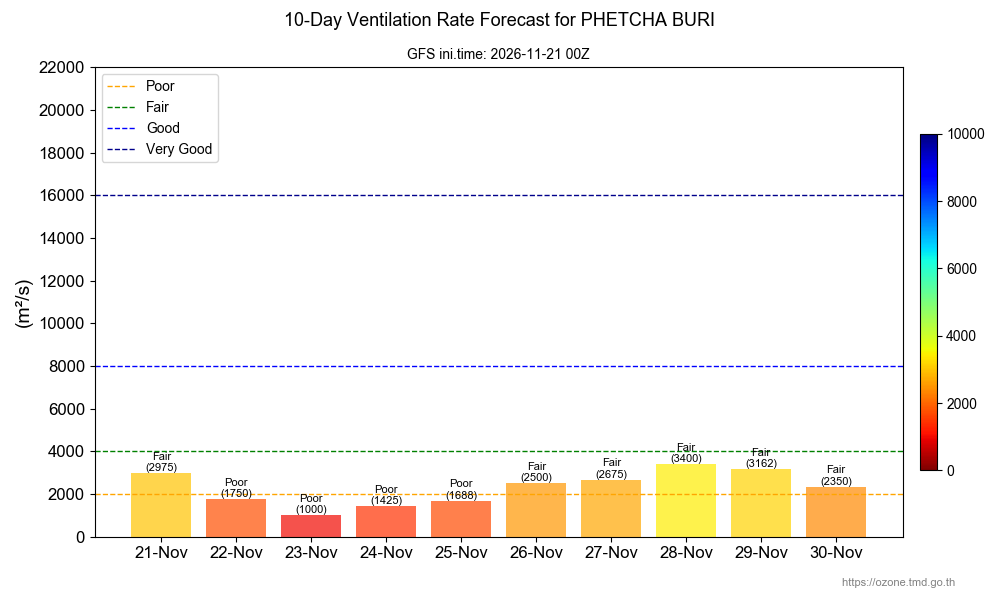 10-Day Ventilation Rate Forecast for PHETCHA BURI
GFS ini.time: 2026-11-21 00Z
(m²/s)
22000
20000
18000
16000
14000
12000
10000
8000
6000
4000
2000
0
Poor
Fair
Good
Very Good
Fair
(2975)
Poor
(1750)
Poor
(1000)
Poor
(1425)
Poor
(1688)
Fair
(2500)
Fair
(2675)
Fair
(3400)
Fair
(3162)
Fair
(2350)
21-Nov 22-Nov 23-Nov 24-Nov 25-Nov 26-Nov 27-Nov 28-Nov 29-Nov 30-Nov
10000
8000
6000
4000
2000
0
https://ozone.tmd.go.th